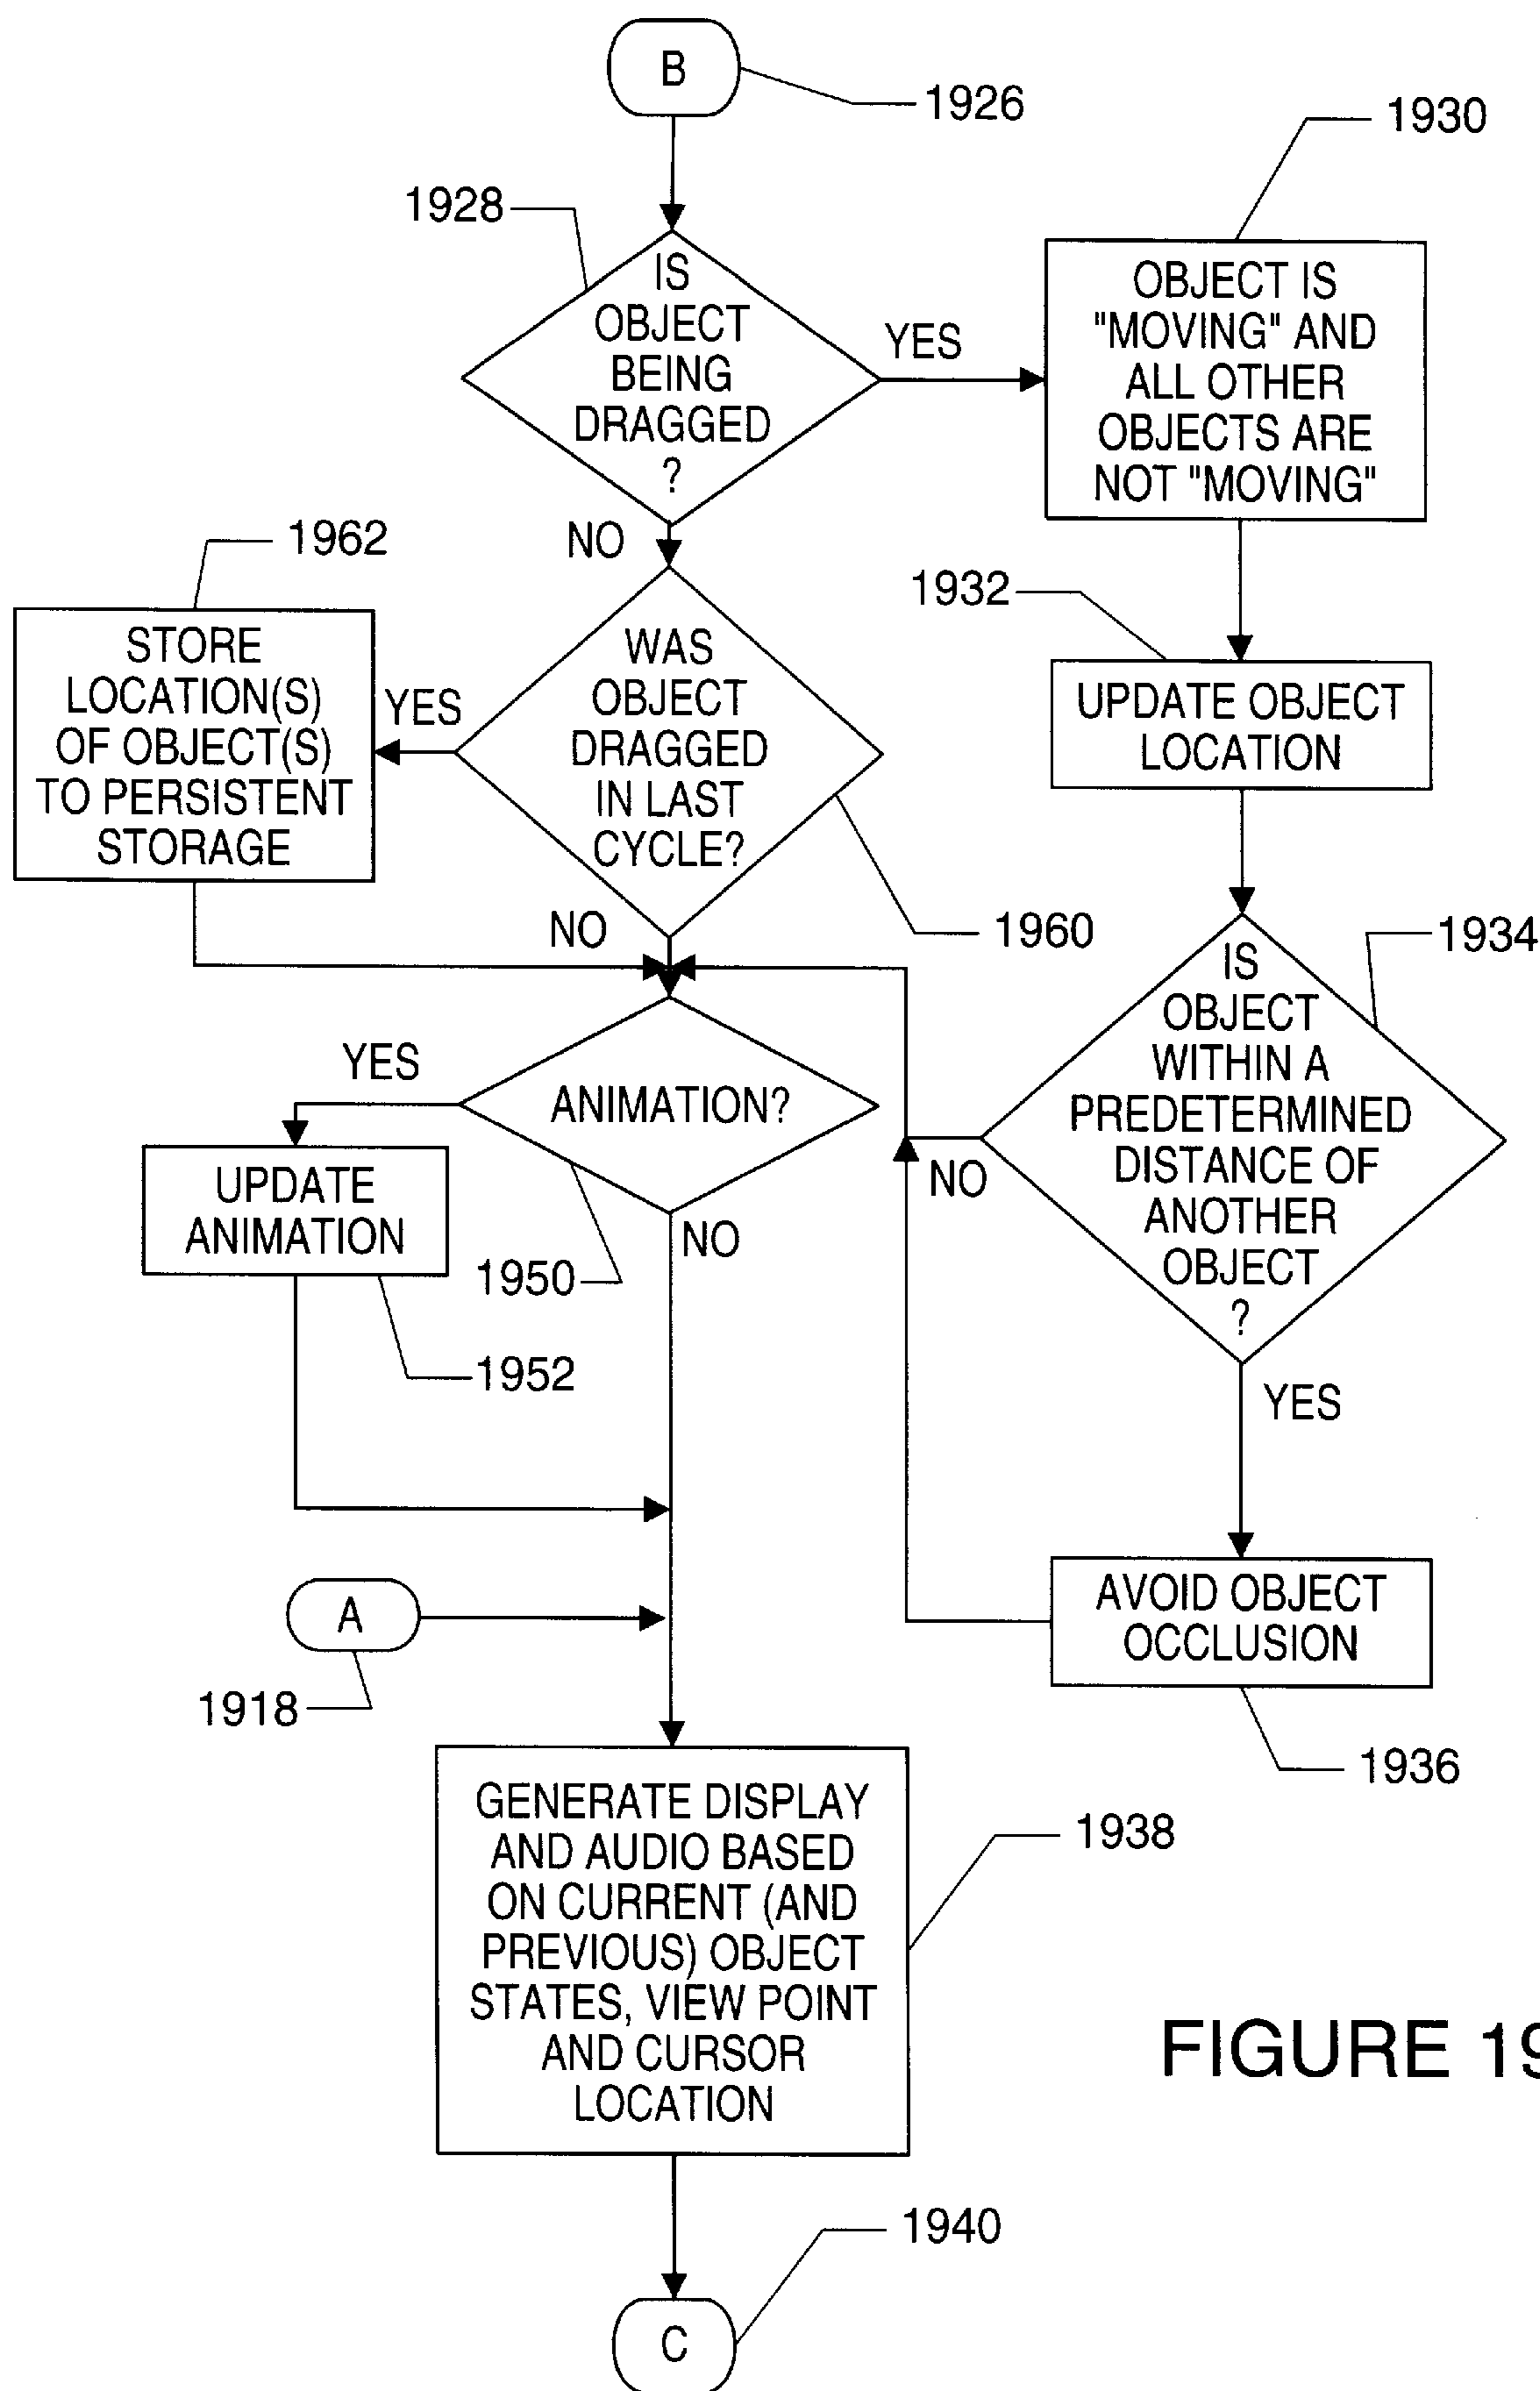 B
1926
1930
1928
IS
OBJECT
BEING
DRAGGED
?
YES
OBJECT IS
"MOVING" AND
ALL OTHER
OBJECTS ARE
NOT "MOVING"
NO
1962
1932
STORE
LOCATION(S)
OF OBJECT(S)
TO PERSISTENT
STORAGE
YES
WAS
OBJECT
DRAGGED
IN LAST
CYCLE?
UPDATE OBJECT
LOCATION
NO
1960
1934
IS
OBJECT
WITHIN A
PREDETERMINED
DISTANCE OF
ANOTHER
OBJECT
?
YES
ANIMATION?
NO
UPDATE
ANIMATION
NO
1950
1952
YES
A
1918
AVOID OBJECT
OCCLUSION
1936
GENERATE DISPLAY
AND AUDIO BASED
ON CURRENT (AND
PREVIOUS) OBJECT
STATES, VIEW POINT
AND CURSOR
LOCATION
1938
FIGURE 19
1940
C